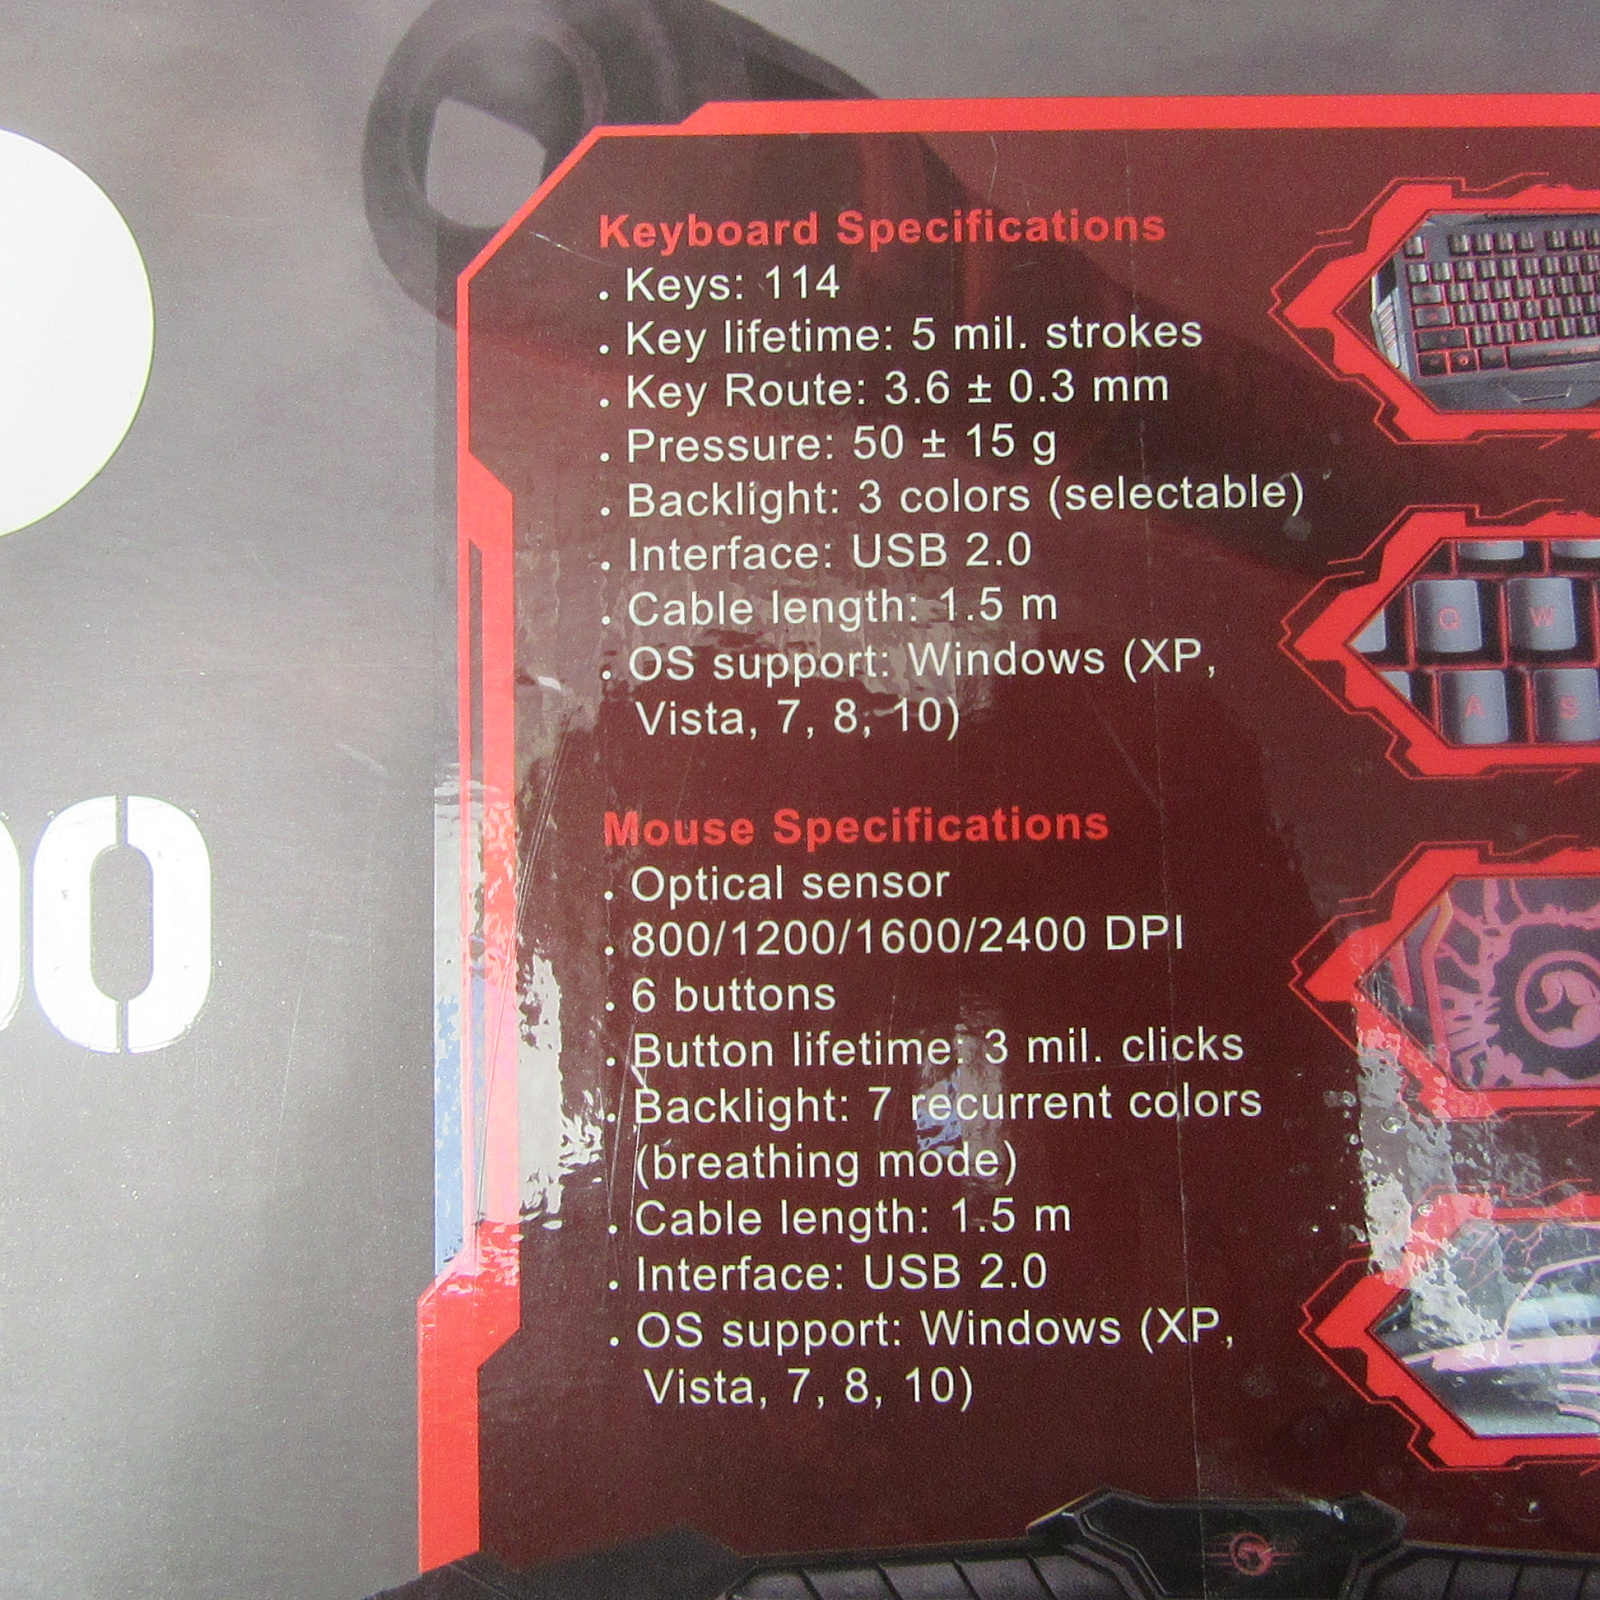 Keyboard Specifications
. Keys: 114
. Key lifetime: 5 mil. strokes
. Key Route: 3.6 ± 0.3 mm
. Pressure: 50 ± 15 g
. Backlight: 3 colors (selectable)
. Interface: USB 2.0
. Cable length: 1.5 m
. OS support: Windows (XP,
Vista, 7, 8, 10)
Mouse Specifications
. Optical sensor
. 800/1200/1600/2400 DPI
. 6 buttons
. Button lifetime: 3 mil. clicks
. Backlight: 7 recurrent colors
(breathing mode)
. Cable length: 1.5 m
. Interface: USB 2.0
. OS support: Windows (XP,
Vista, 7, 8, 10)
00
Q W
A S